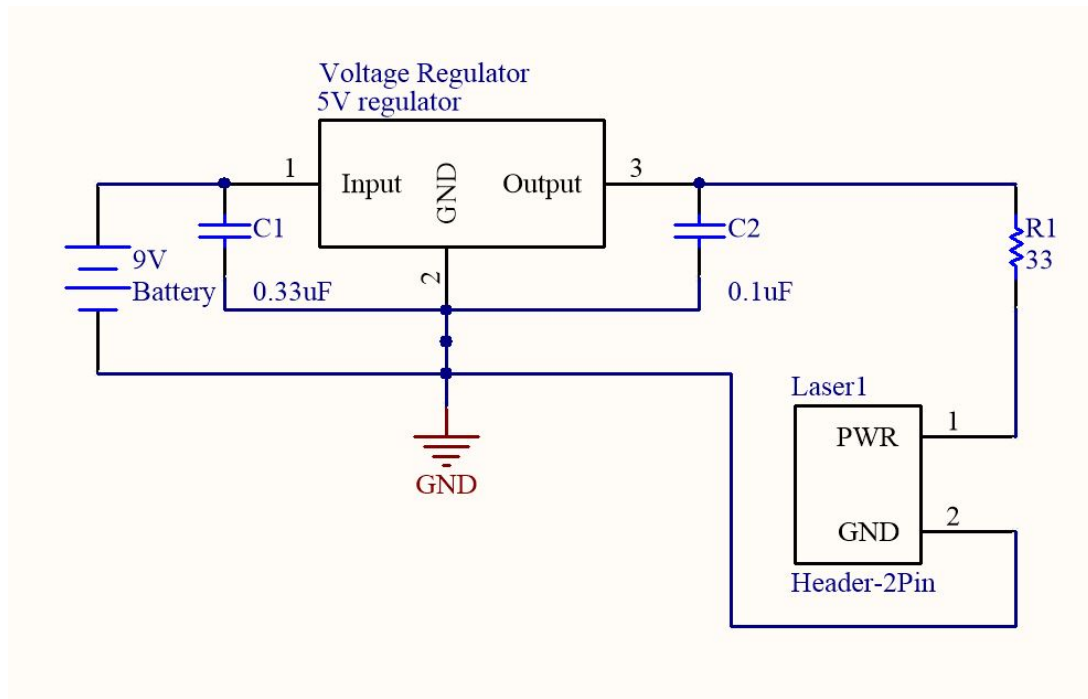 Voltage Regulator
5V regulator
1
Input
GND
Output
3
2
C1
0.33uF
C2
0.1uF
9V
Battery
R1
33
GND
Laser1
PWR
1
GND
2
Header-2Pin